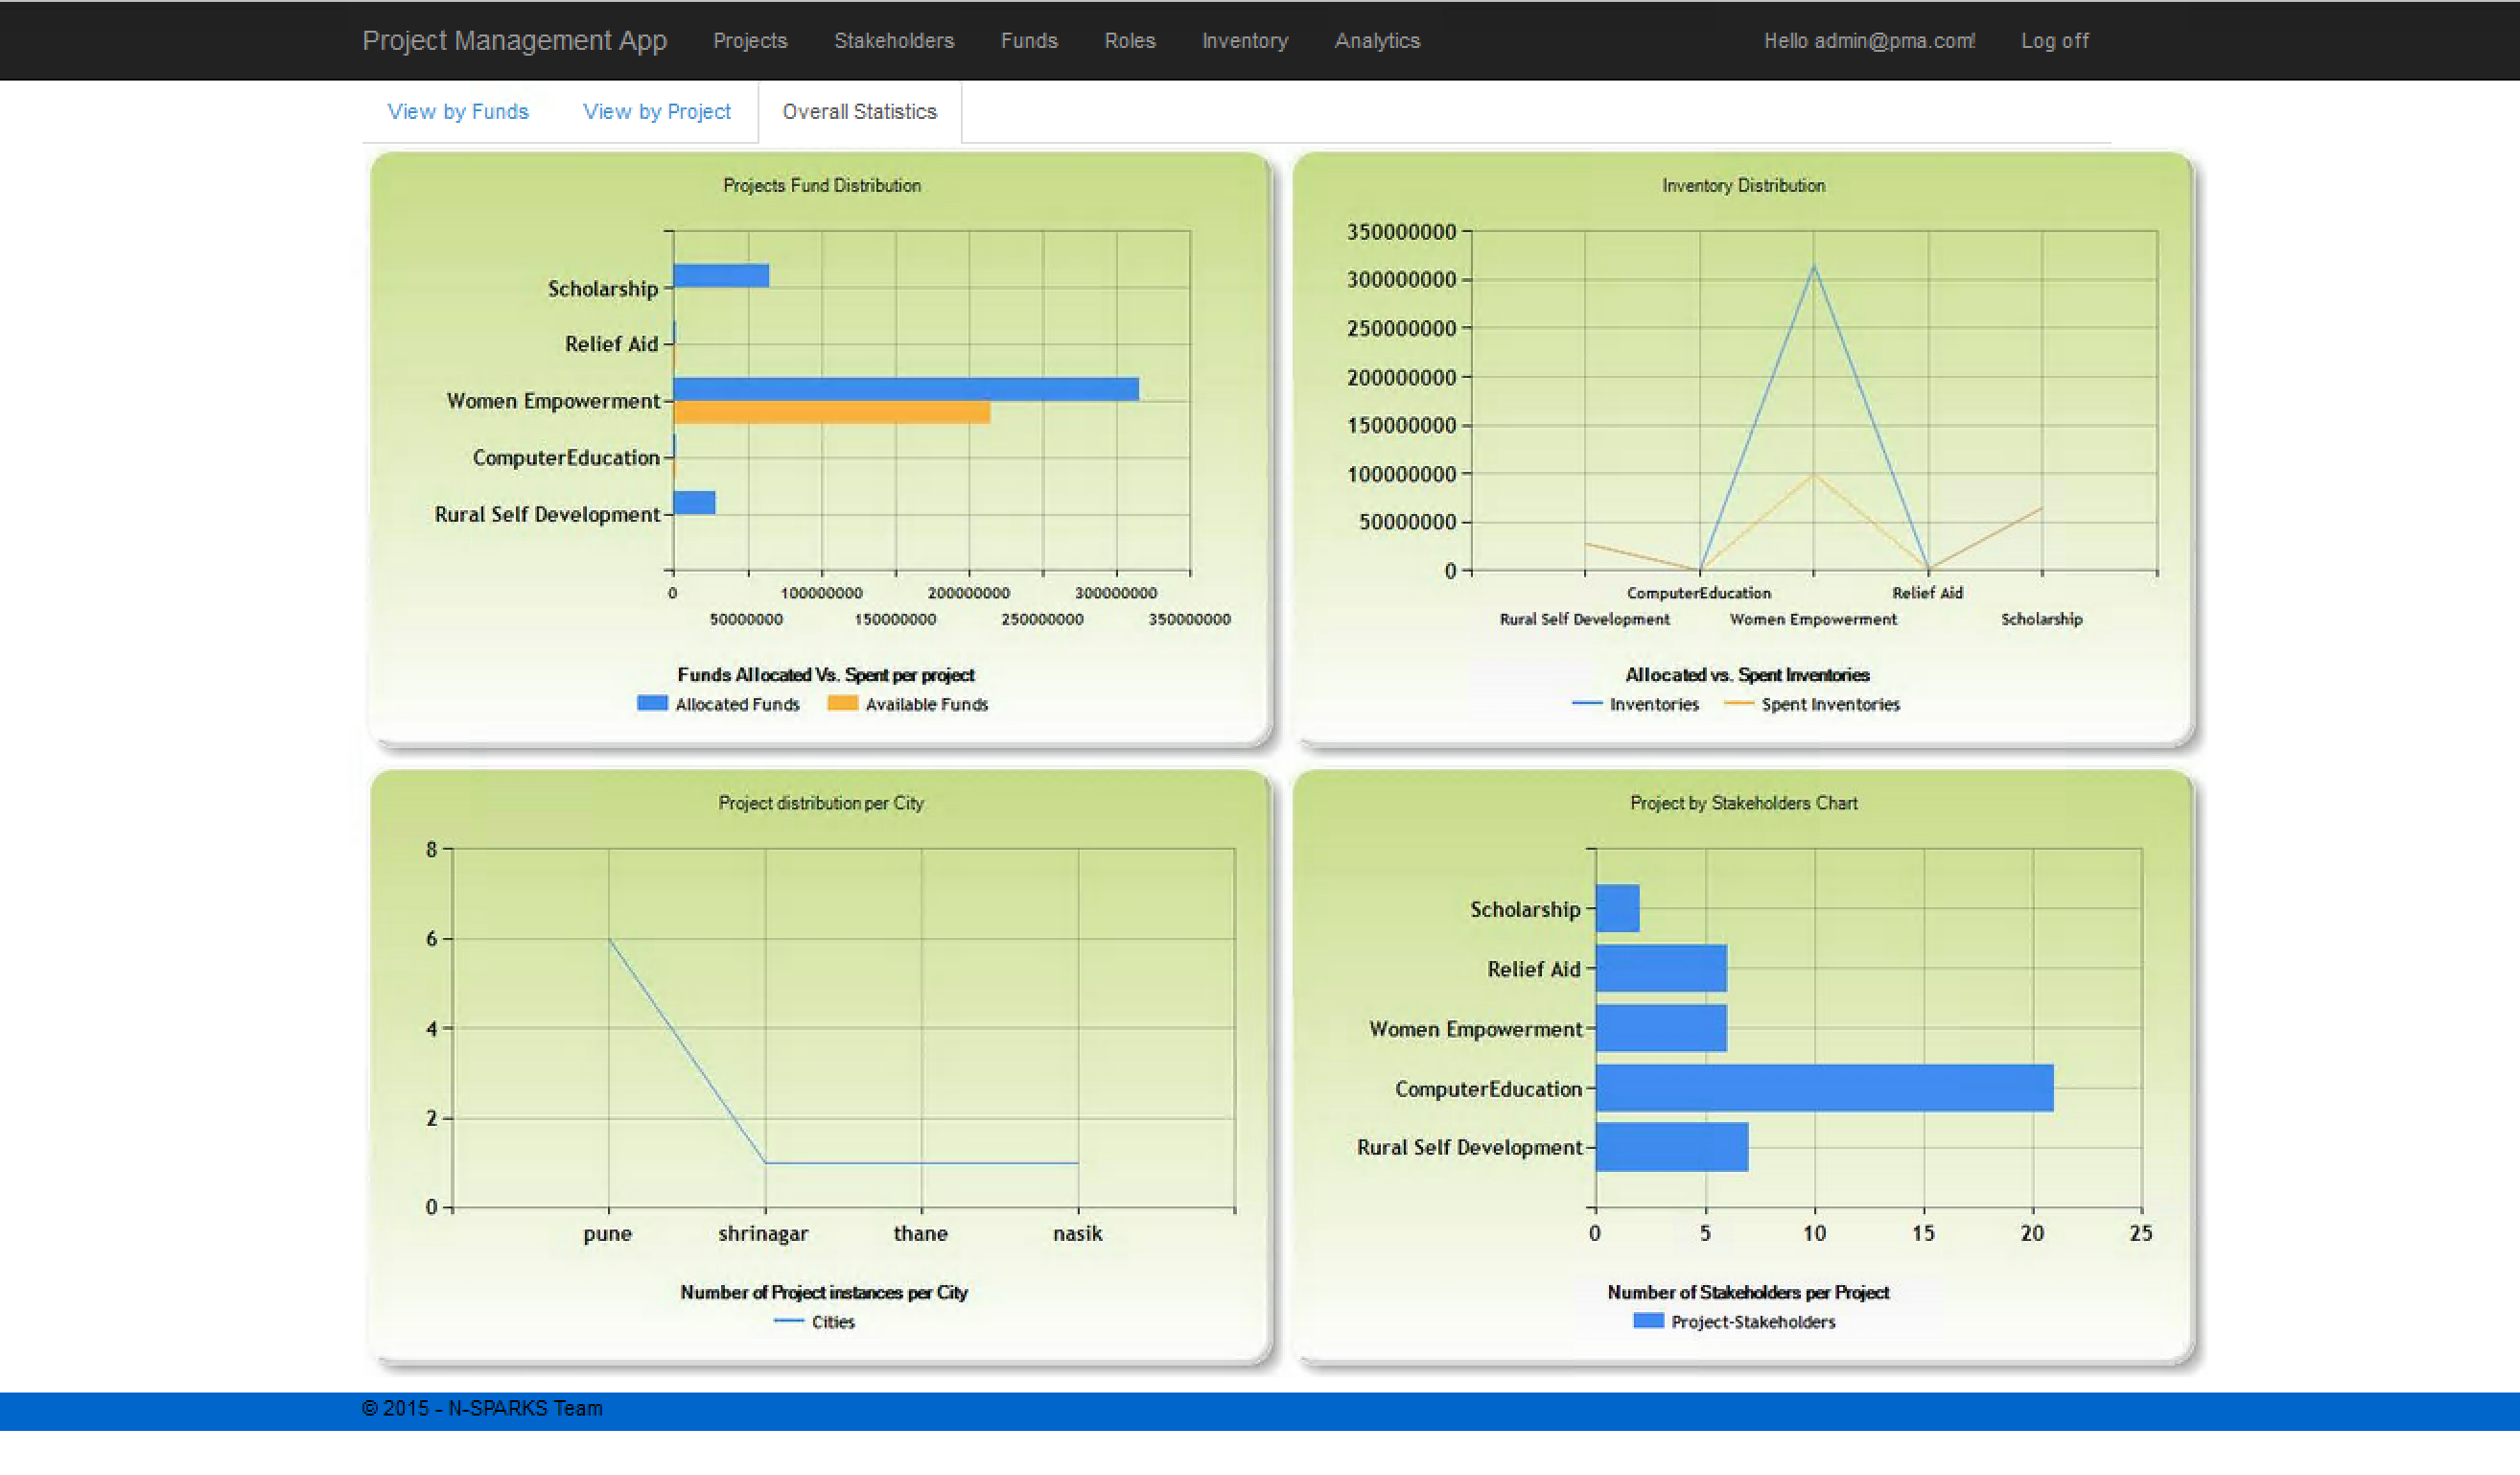 Project Management App Projects Stakeholders Funds Roles Inventory Analytics Hello admin@pma.com! Log off
View by Funds View by Project Overall Statistics
Projects Fund Distribution
Scholarship
Relief Aid
Women Empowerment
ComputerEducation
Rural Self Development
0 100000000 200000000 300000000
50000000 150000000 250000000 350000000
Funds Allocated Vs. Spent per project
Allocated Funds Available Funds
Inventory Distribution
350000000
300000000
250000000
200000000
150000000
100000000
50000000
0
ComputerEducation Relief Aid
Rural Self Development Women Empowerment Scholarship
Allocated vs. Spent Inventories
Inventories Spent Inventories
Project distribution per City
8
6
4
2
0
pune shrinagar thane nasik
Number of Project instances per City
Cities
Project by Stakeholders Chart
Scholarship
Relief Aid
Women Empowerment
ComputerEducation
Rural Self Development
0 5 10 15 20 25
Number of Stakeholders per Project
Project-Stakeholders
© 2015 - N-SPARKS Team